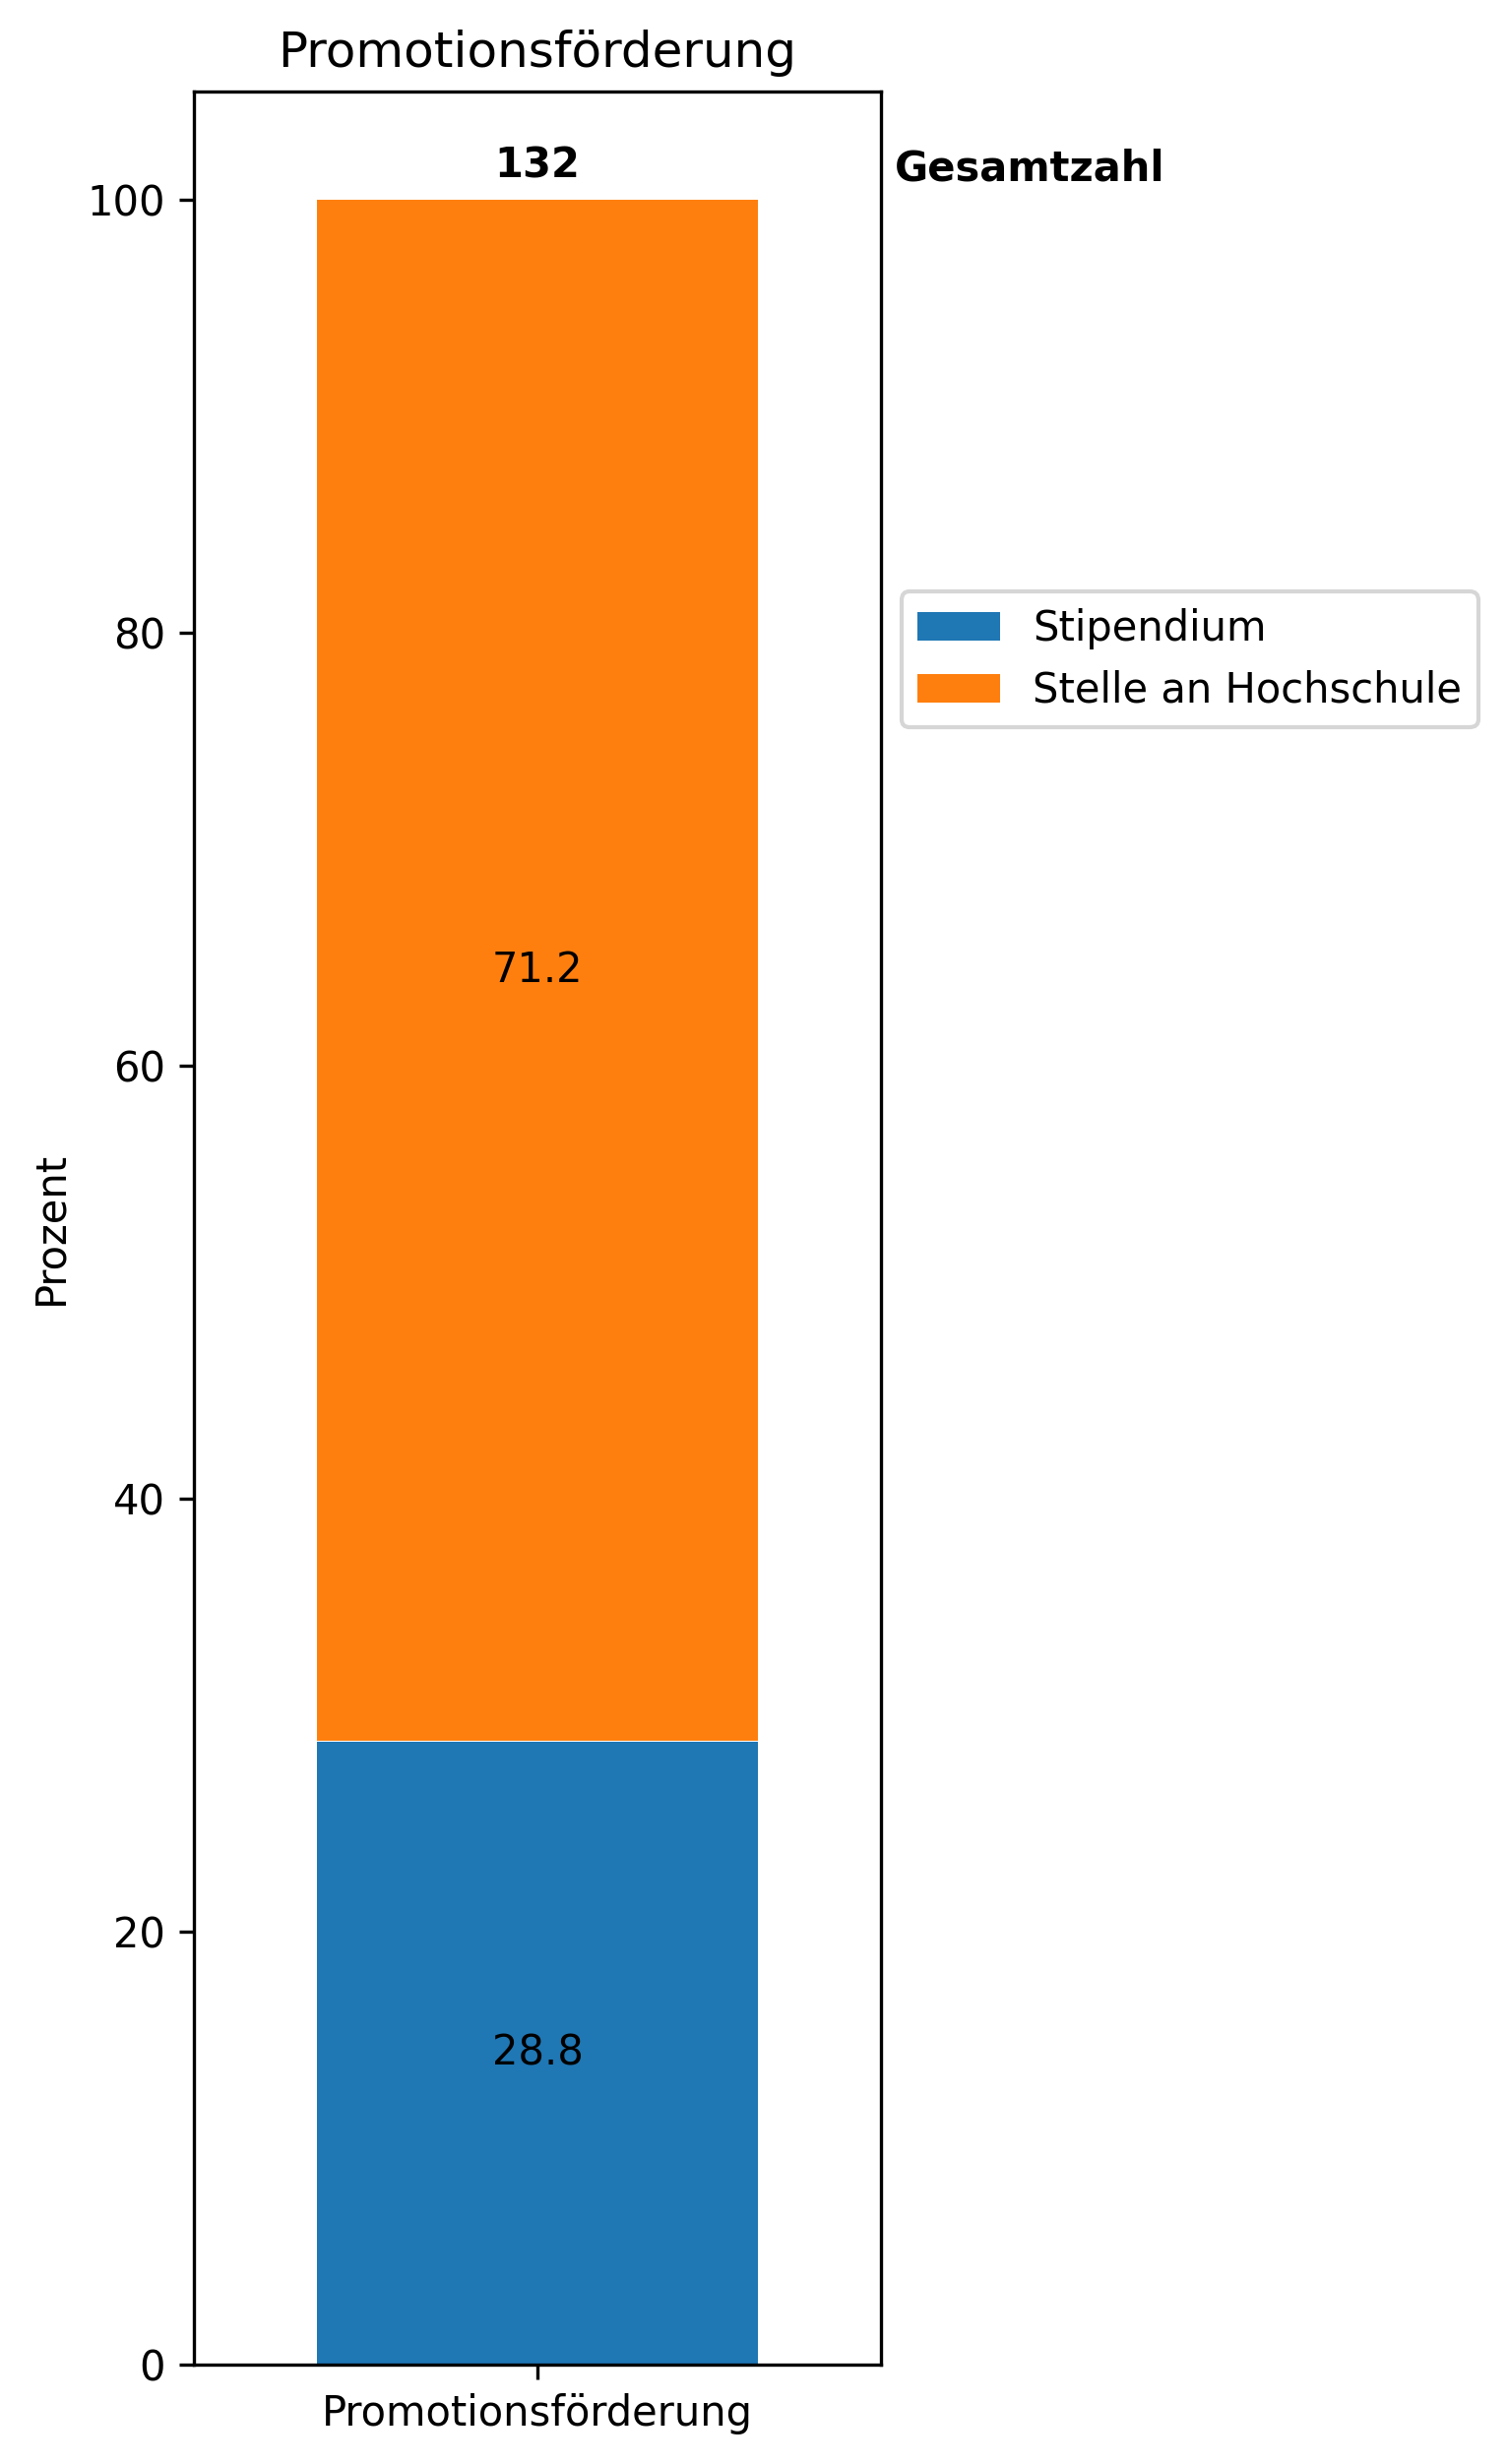 Promotionsförderung
132
Gesamtzahl
100
80
60
40
20
0
Prozent
71.2
28.8
Stipendium
Stelle an Hochschule
Promotionsförderung